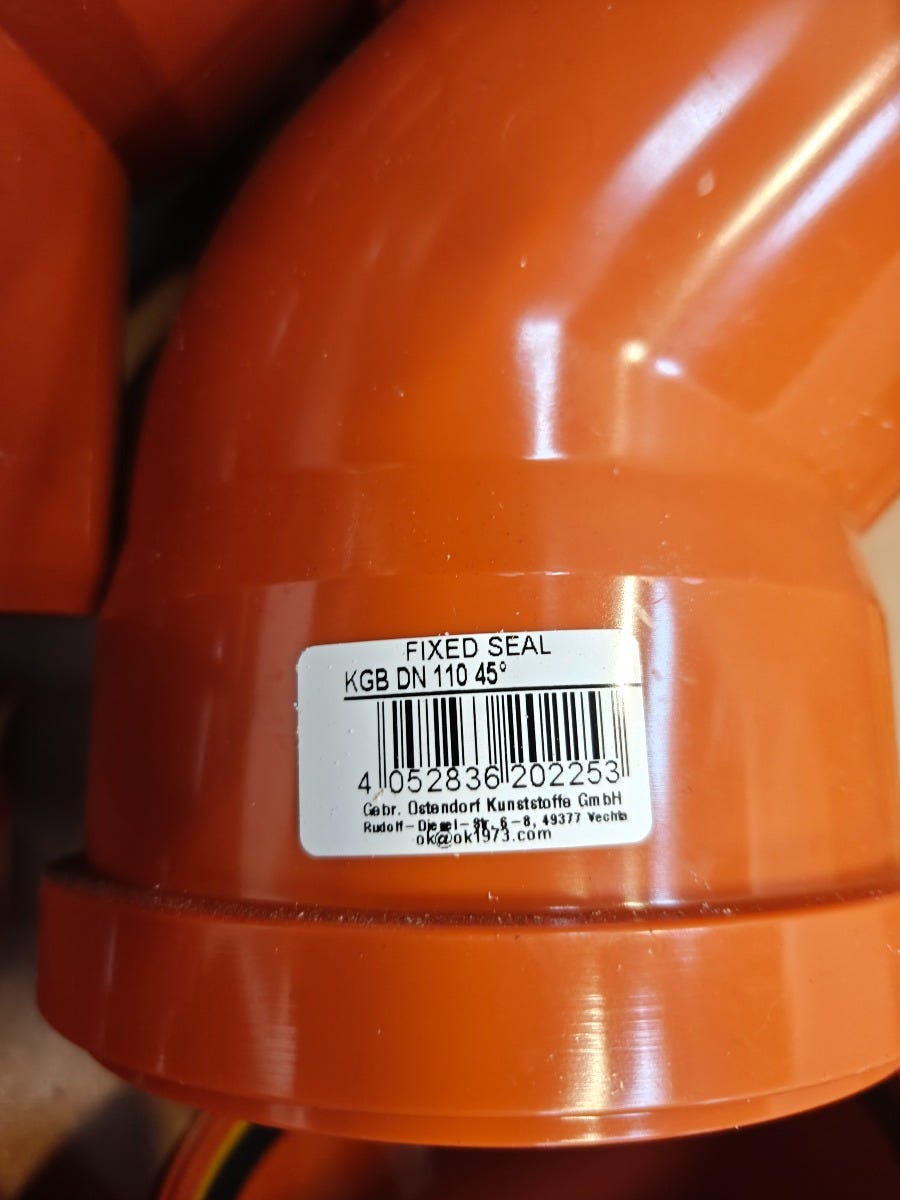 FIXED SEAL
KGB DN 110 45°
4 052836 202253
Gebr. Ostendorf Kunststoffe GmbH
Rudolf-Diesel-Str. 6-8, 49377 Vechta
ok@ok1973.com